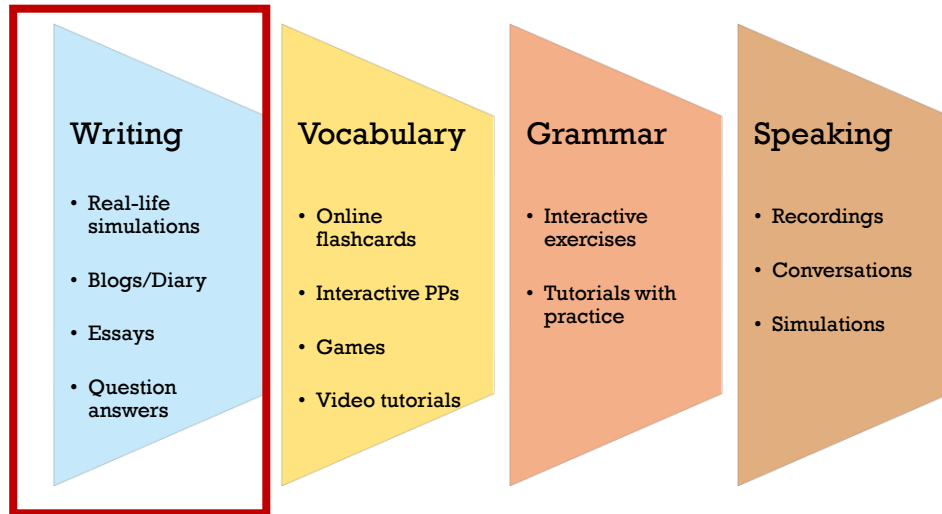 Writing
• Real-life
simulations
• Blogs/Diary
• Essays
• Question
answers
Vocabulary
• Online
flashcards
• Interactive PPs
• Games
• Video tutorials
Grammar
• Interactive
exercises
• Tutorials with
practice
Speaking
• Recordings
• Conversations
• Simulations